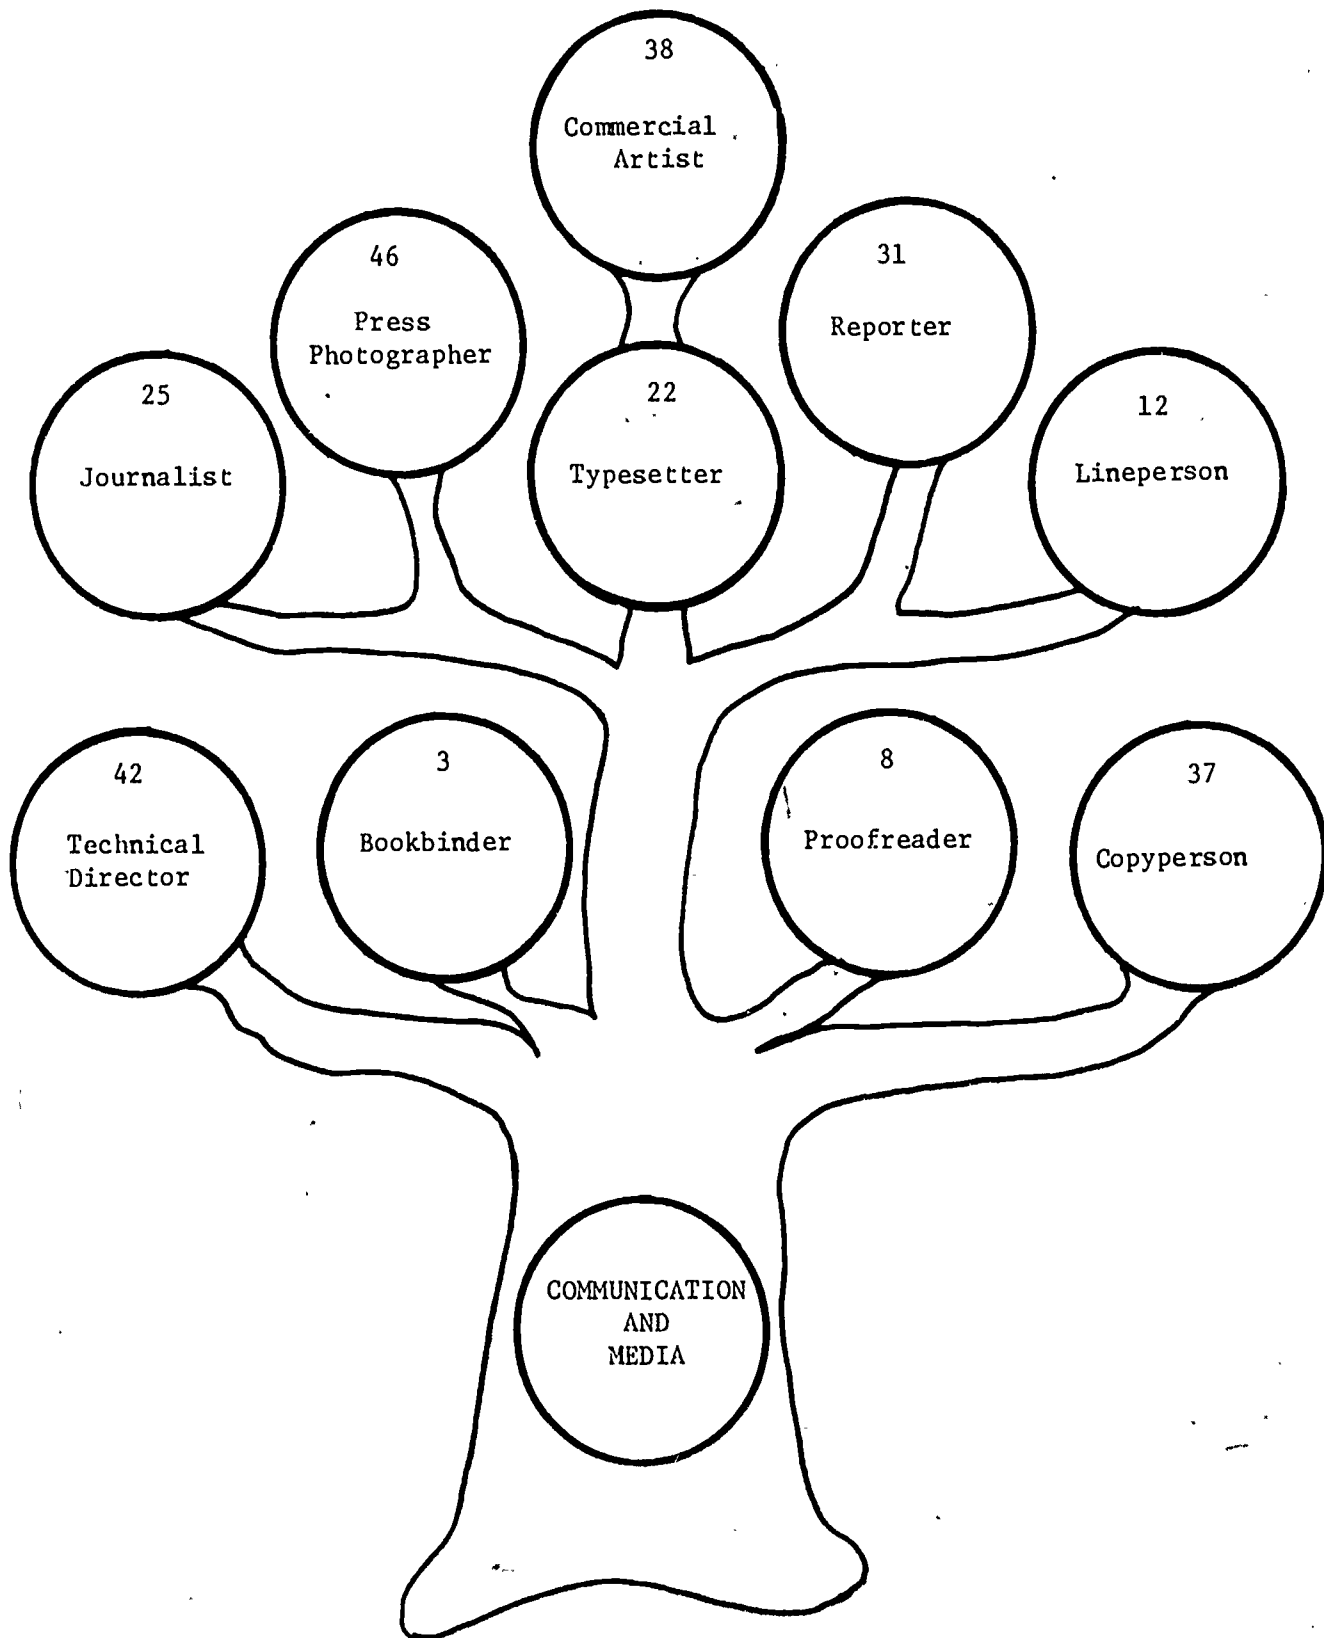 38
Commercial
Artist
46
Press
Photographer
31
Reporter
25
Journalist
22
Typesetter
12
Lineperson
42
Technical
Director
3
Bookbinder
8
Proofreader
37
Copyperson
COMMUNICATION
AND
MEDIA